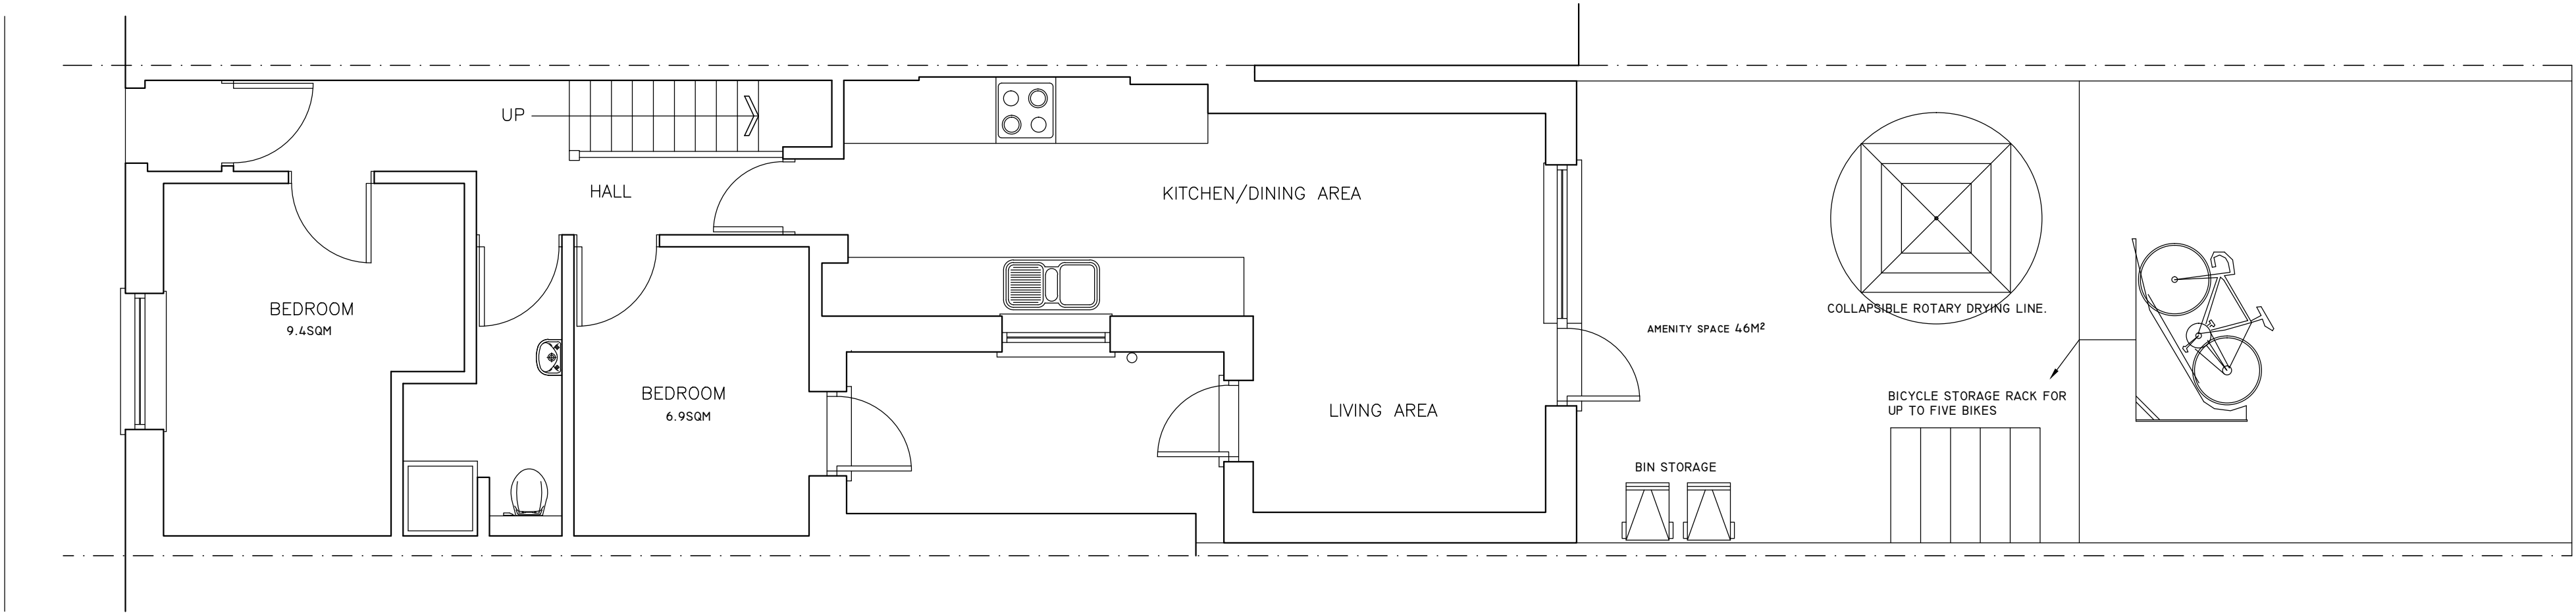 UP
HALL
KITCHEN/DINING AREA
BEDROOM
9.4SQM
BEDROOM
6.9SQM
LIVING AREA
COLLAPSIBLE ROTARY DRYING LINE.
AMENITY SPACE 46M²
BICYCLE STORAGE RACK FOR
UP TO FIVE BIKES
BIN STORAGE